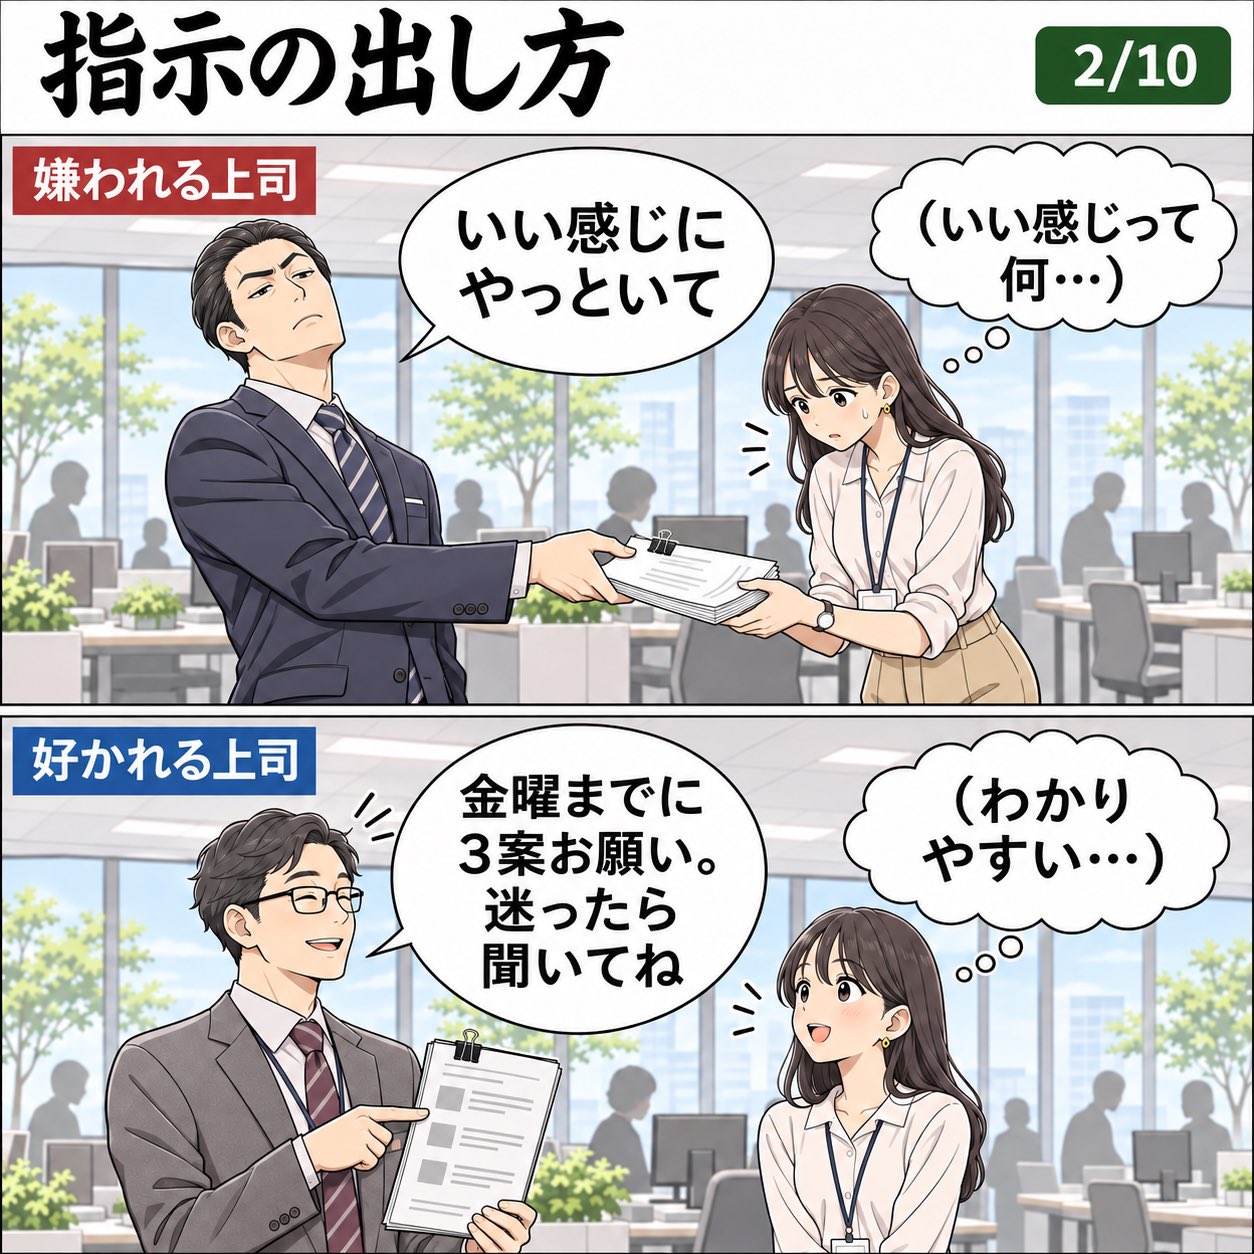 指示の出し方
2/10
嫌われる上司
いい感じに
やっといて
（いい感じって
何…）
好かれる上司
金曜までに
３案お願い。
迷ったら
聞いてね
（わかり
やすい…）